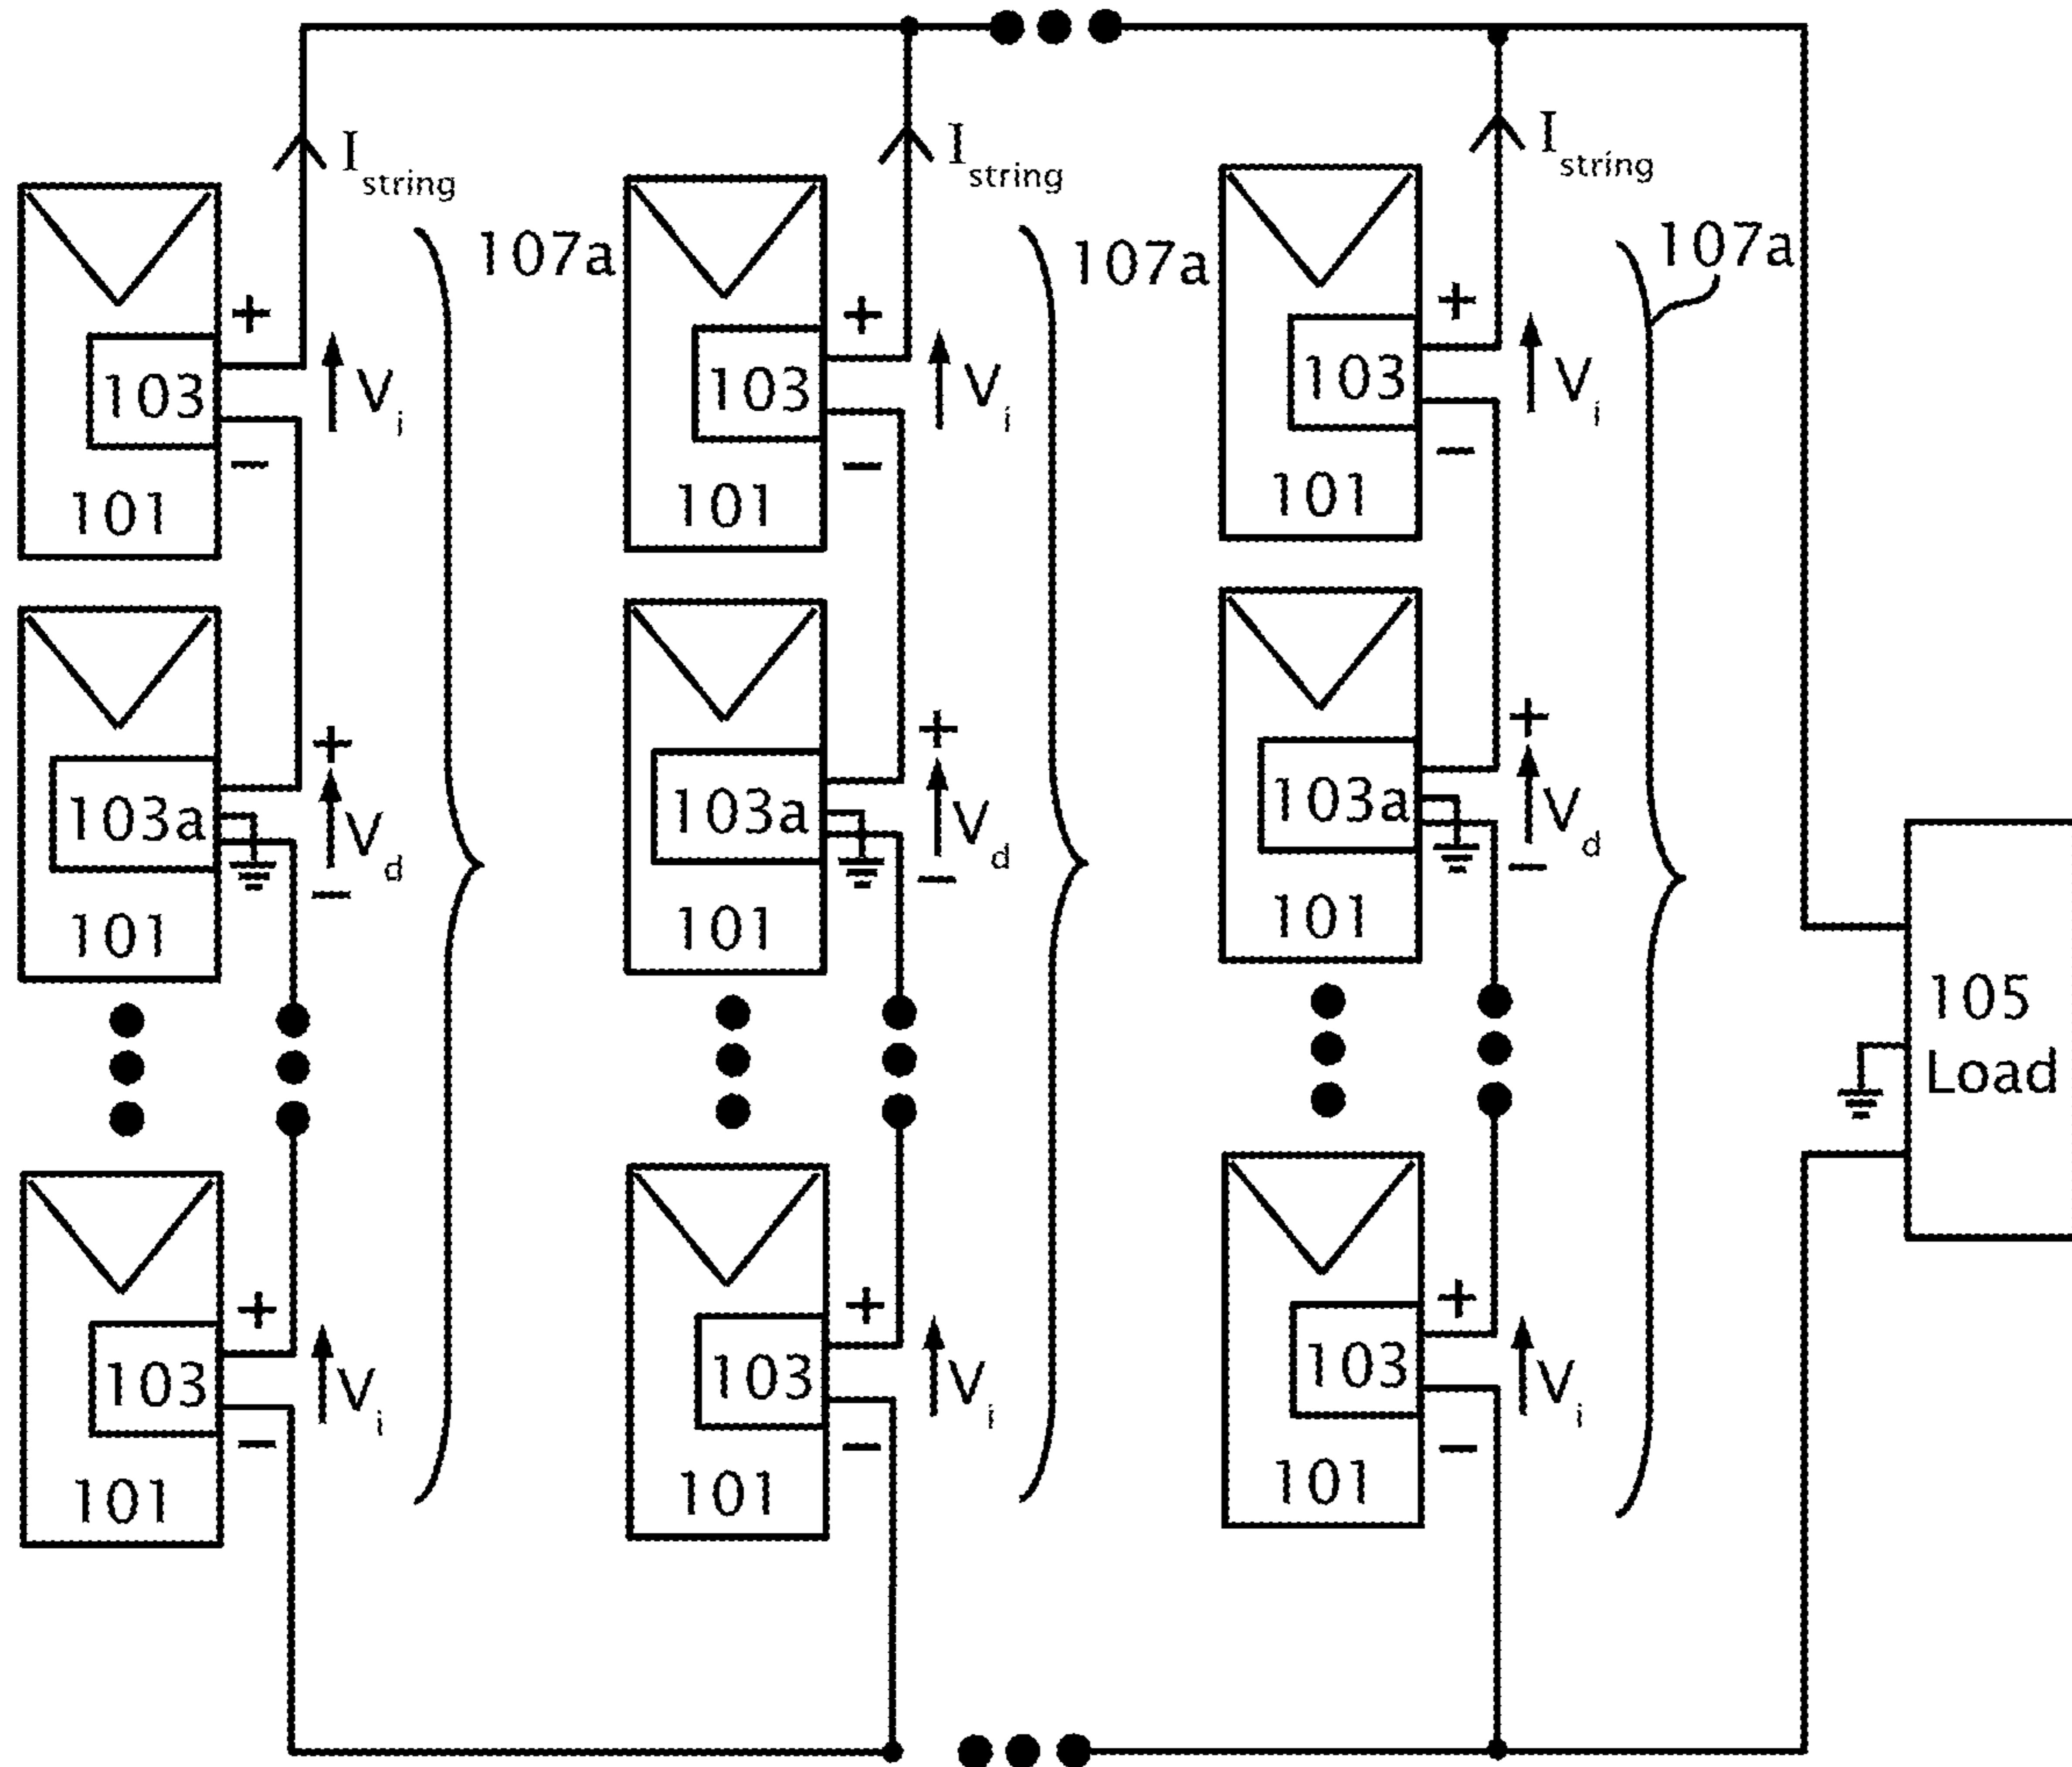 I string
I string
I string
107a
107a
107a
+
+
+
103
103
103
V i
V i
V i
−
−
−
101
101
101
+
+
+
103a
103a
103a
V d
V d
V d
−
−
−
101
101
101
105
Load
+
+
+
103
103
103
V i
V i
V i
−
−
−
101
101
101